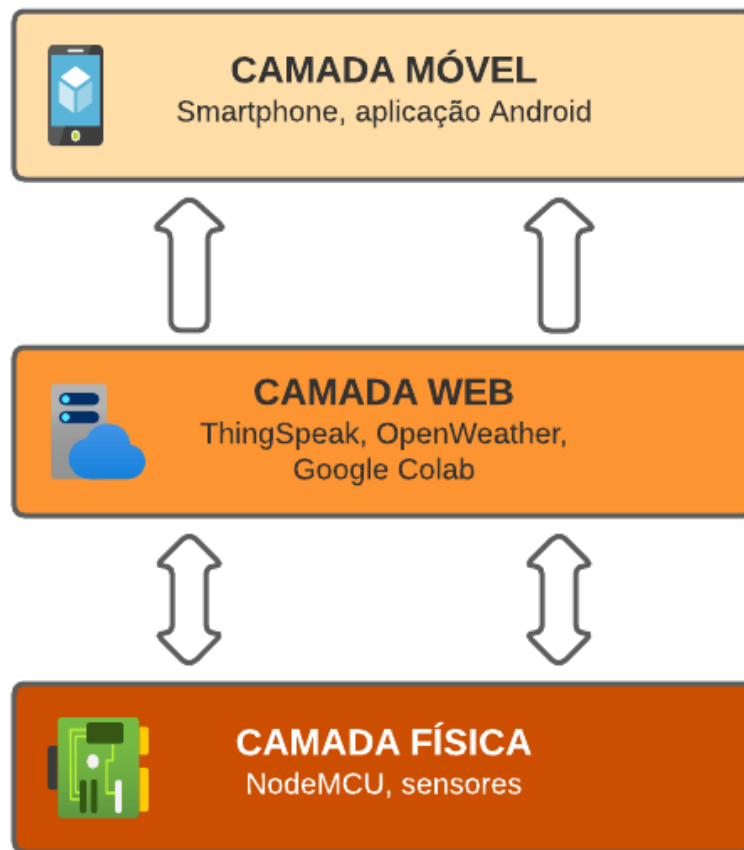 CAMADA MÓVEL
Smartphone, aplicação Android
CAMADA WEB
ThingSpeak, OpenWeather,
Google Colab
CAMADA FÍSICA
NodeMCU, sensores